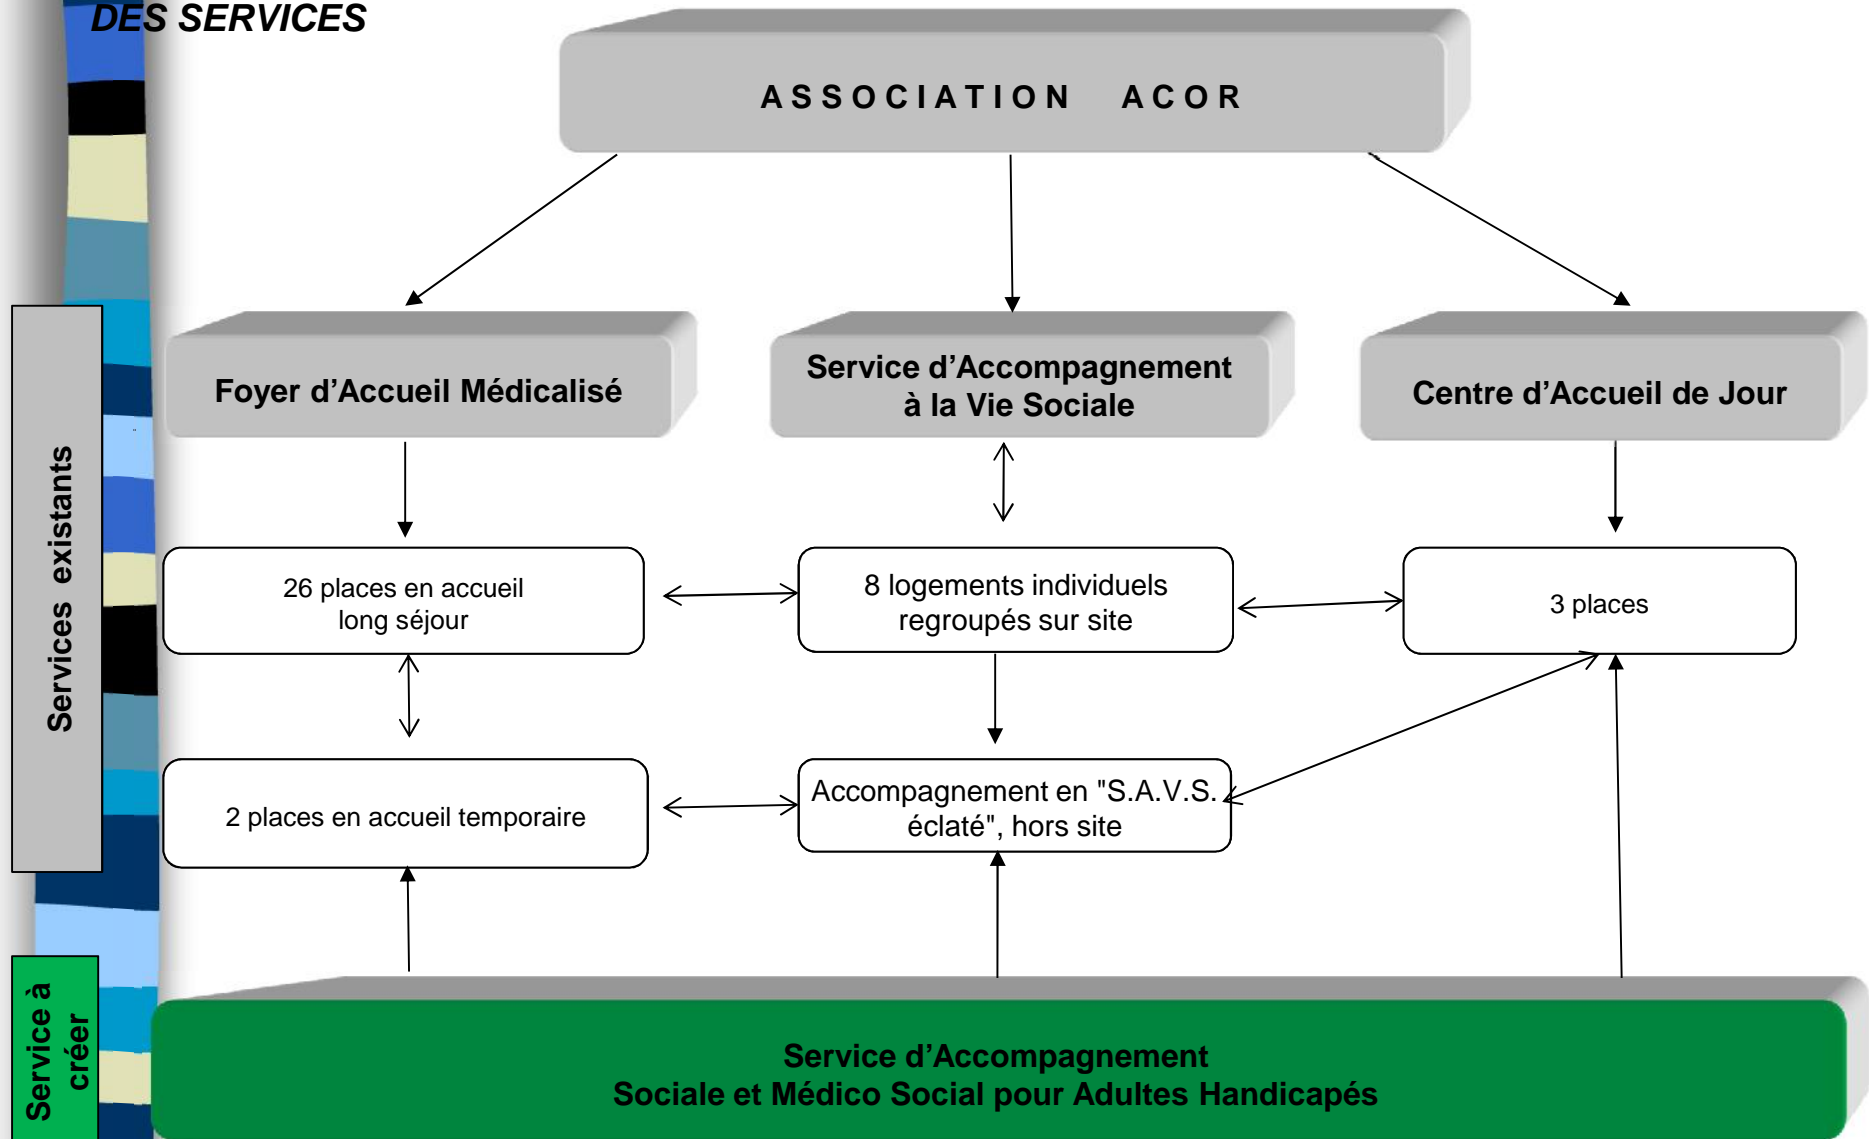 DES SERVICES
ASSOCIATION ACOR
Services existants
Foyer d’Accueil Médicalisé
Service d’Accompagnement
à la Vie Sociale
Centre d’Accueil de Jour
26 places en accueil
long séjour
8 logements individuels
regroupés sur site
3 places
2 places en accueil temporaire
Accompagnement en "S.A.V.S.
éclaté", hors site
Service à
créer
Service d’Accompagnement
Sociale et Médico Social pour Adultes Handicapés